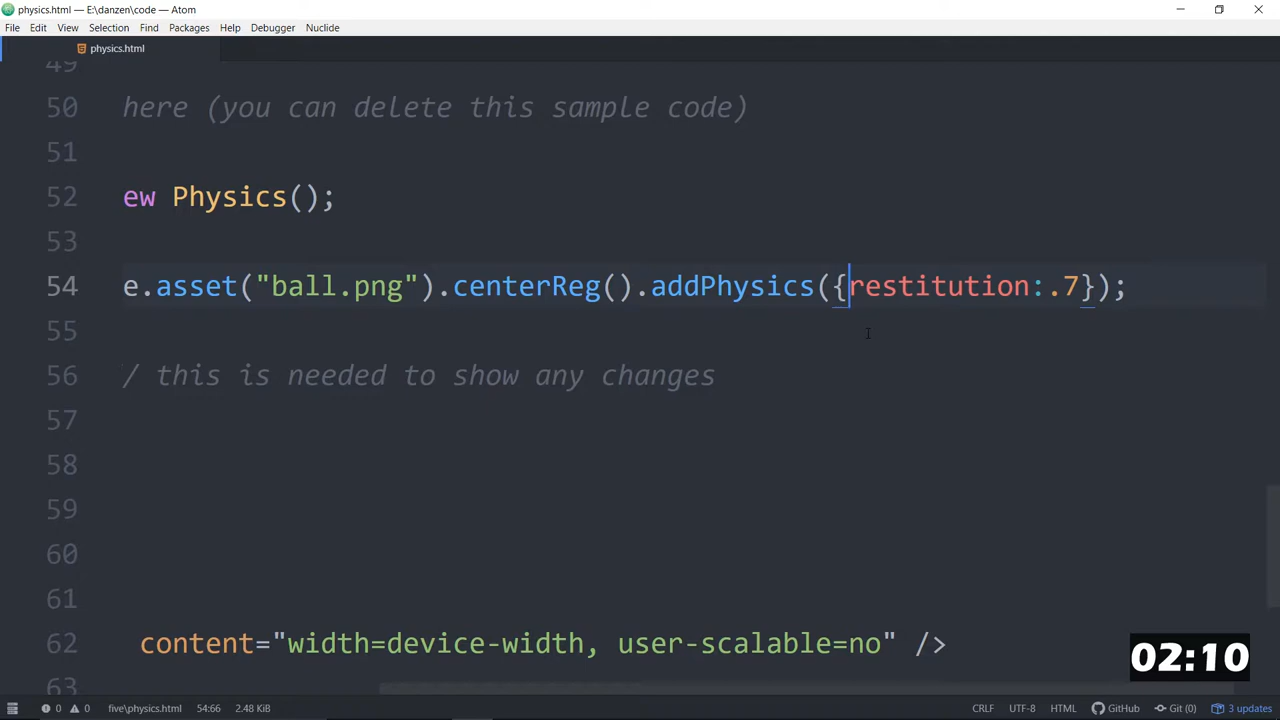 physics.html — E:\danzen\code — Atom
File Edit View Selection Find Packages Help Debugger Nuclide
physics.html
49
50 here (you can delete this sample code)
51
52 ew Physics();
53
54 e.asset("ball.png").centerReg().addPhysics({restitution:.7});
55
56 / this is needed to show any changes
57
58
59
60
61
62 content="width=device-width, user-scalable=no" />
63
02:10
0 0 five\physics.html 54:66 2.48 KiB CRLF UTF-8 HTML GitHub Git (0) 3 updates